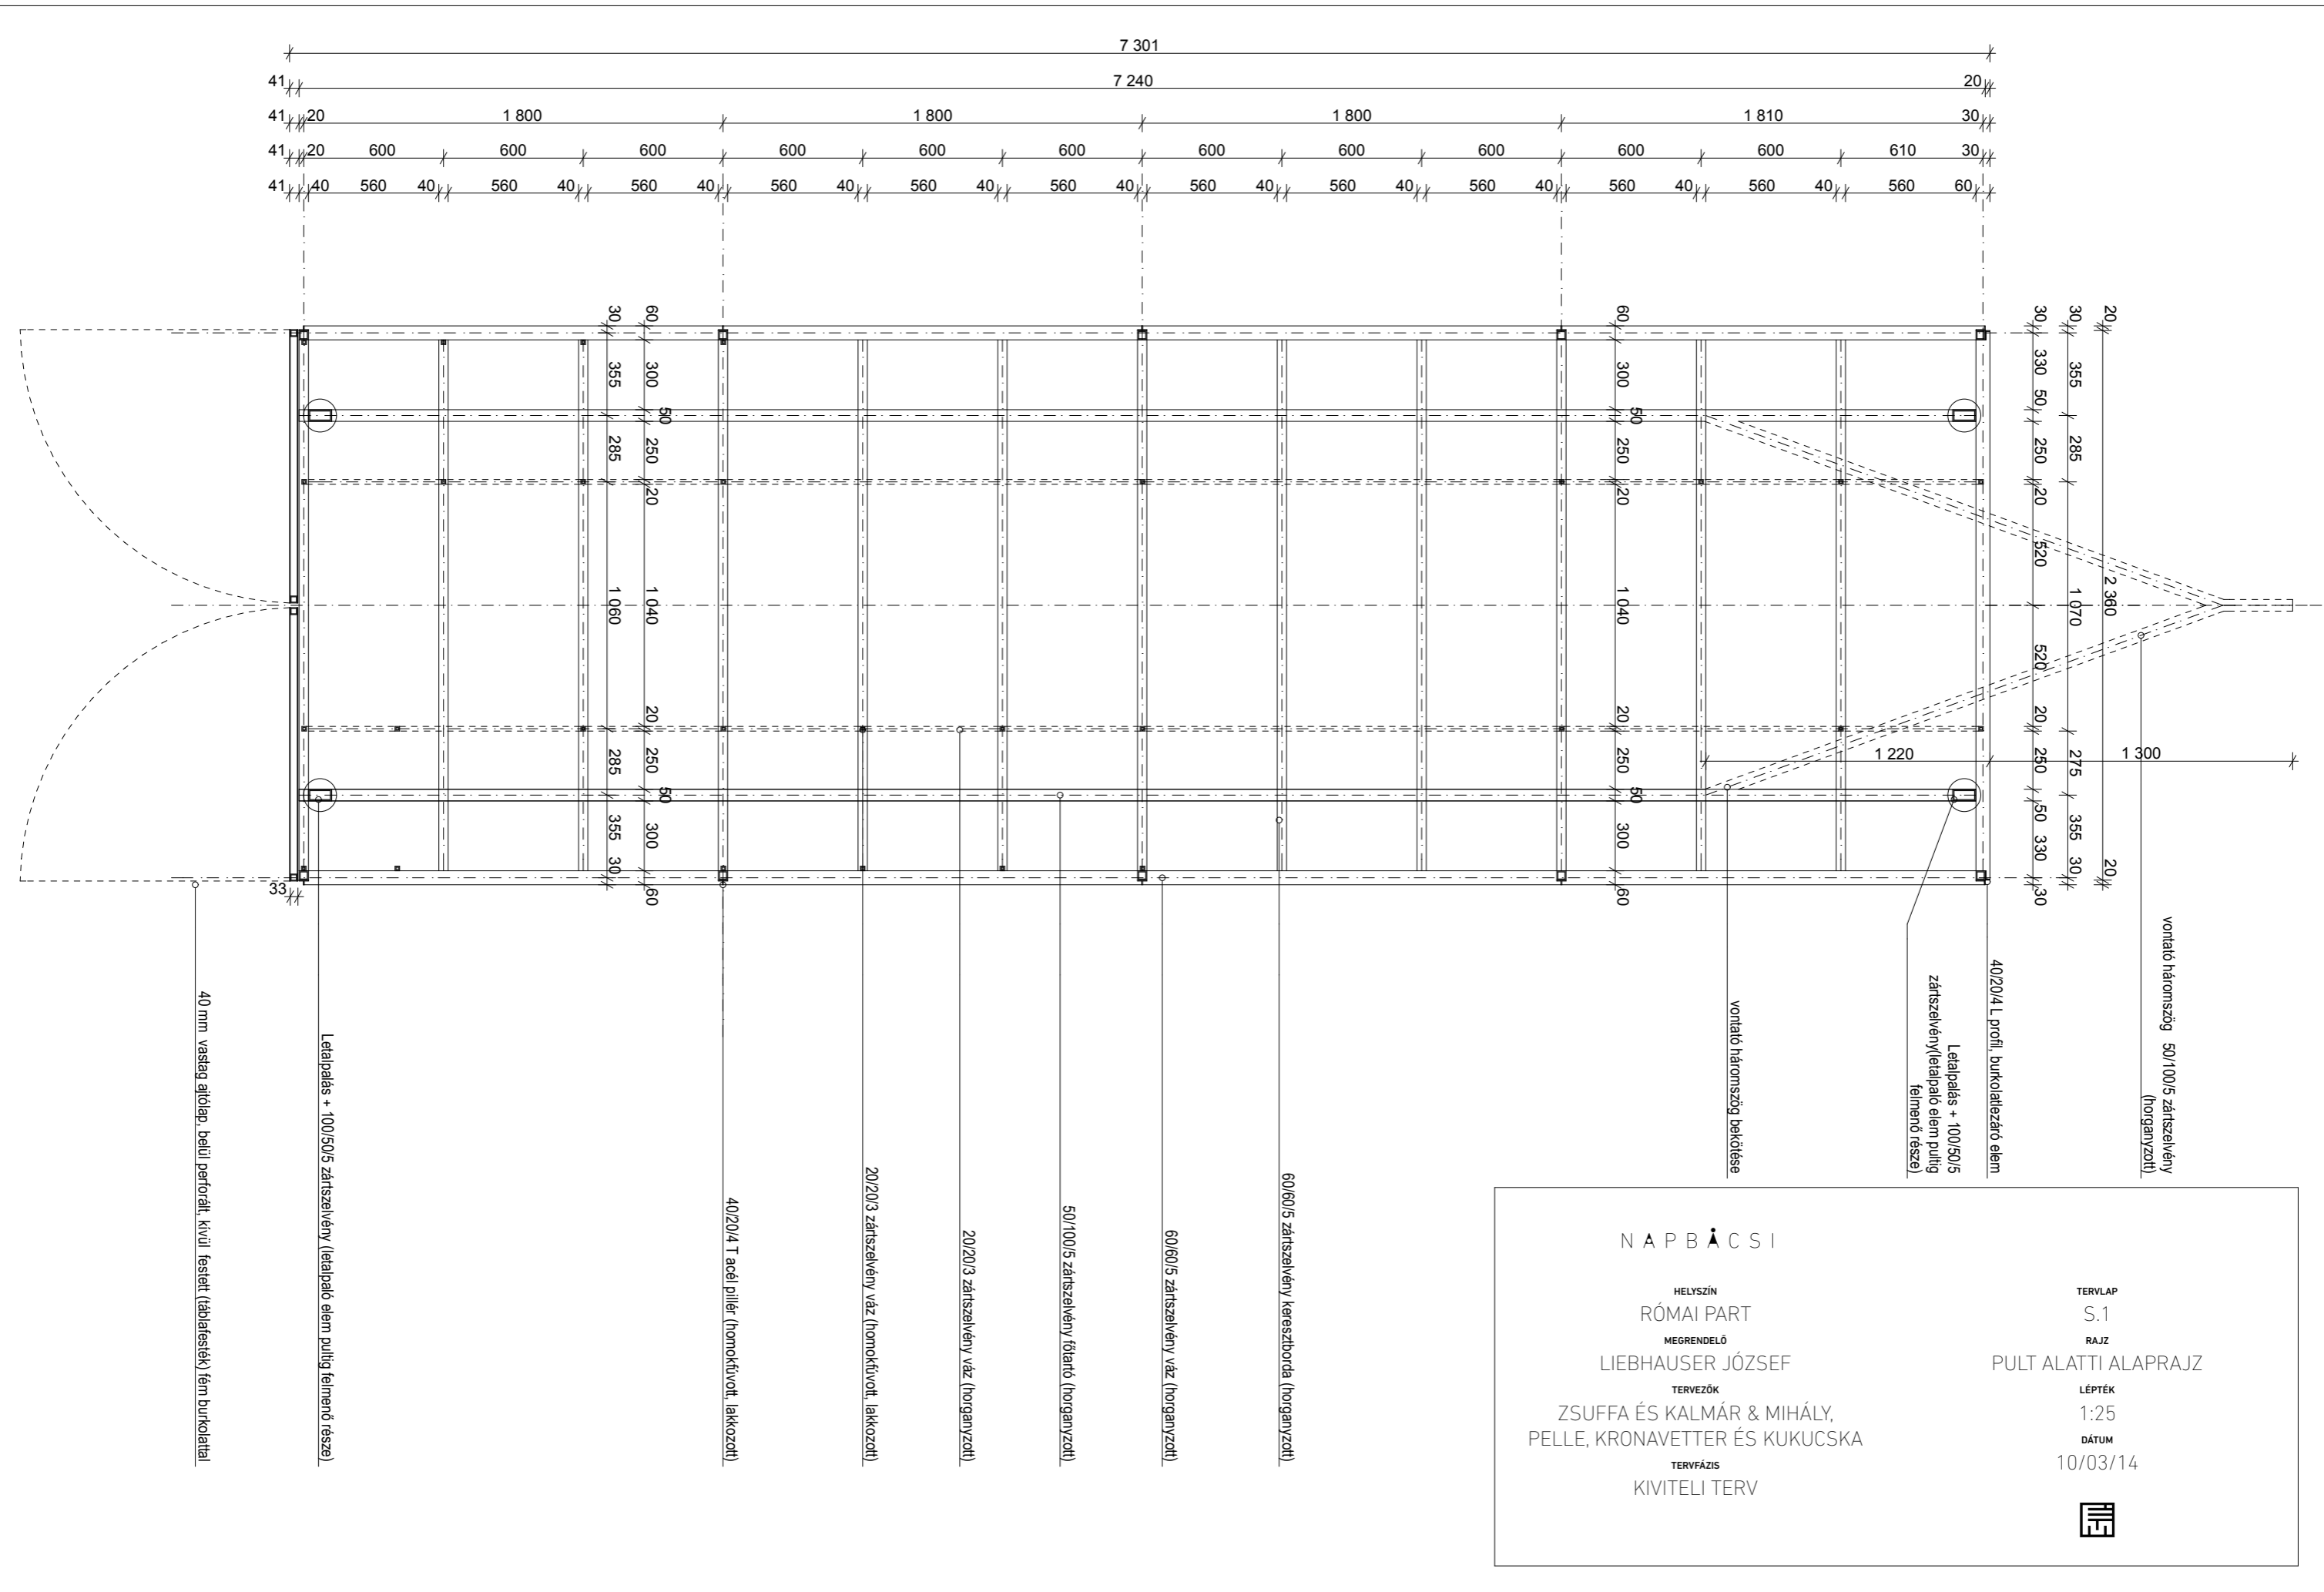 7 301
41 7 240 20
41 20 1 800 1 800 1 800 1 810 30
41 20 600 600 600 600 600 600 600 600 600 600 600 610 30
41 40 560 40 560 40 560 40 560 40 560 40 560 40 560 40 560 40 560 40 560 40 560 40 560 60
30 355 285 1 060 285 355 30
60 300 50 250 20 1 040 20 250 50 300 60
60 300 50 250 20 1 040 20 250 50 300 60
30 330 50 250 20 520 520 20 250 50 330 30
30 355 285 1 070 275 355 30
20 2 360 20
1 220 1 300
33
40 mm vastag ajtólap, belül perforált, kívül festett (táblafesték) fém burkolattal
Letalpalás + 100/50/5 zártszelvény (letalpaló elem pultig felmenő része)
40/20/4 T acél pillér (homokfúvott, lakkozott)
20/20/3 zártszelvény váz (homokfúvott, lakkozott)
20/20/3 zártszelvény váz (horganyzott)
50/100/5 zártszelvény főtartó (horganyzott)
60/60/5 zártszelvény váz (horganyzott)
60/60/5 zártszelvény keresztborda (horganyzott)
vontató háromszög bekötése
Letalpalás + 100/50/5
zártszelvény(letalpaló elem pultig
felmenő része)
40/20/4 L profil, burkolatlezáró elem
vontató háromszög 50/100/5 zártszelvény
(horganyzott)
NAPBÁCSI
HELYSZÍN
RÓMAI PART
MEGRENDELŐ
LIEBHAUSER JÓZSEF
TERVEZŐK
ZSUFFA ÉS KALMÁR & MIHÁLY,
PELLE, KRONAVETTER ÉS KUKUCSKA
TERVFÁZIS
KIVITELI TERV
TERVLAP
S.1
RAJZ
PULT ALATTI ALAPRAJZ
LÉPTÉK
1:25
DÁTUM
10/03/14